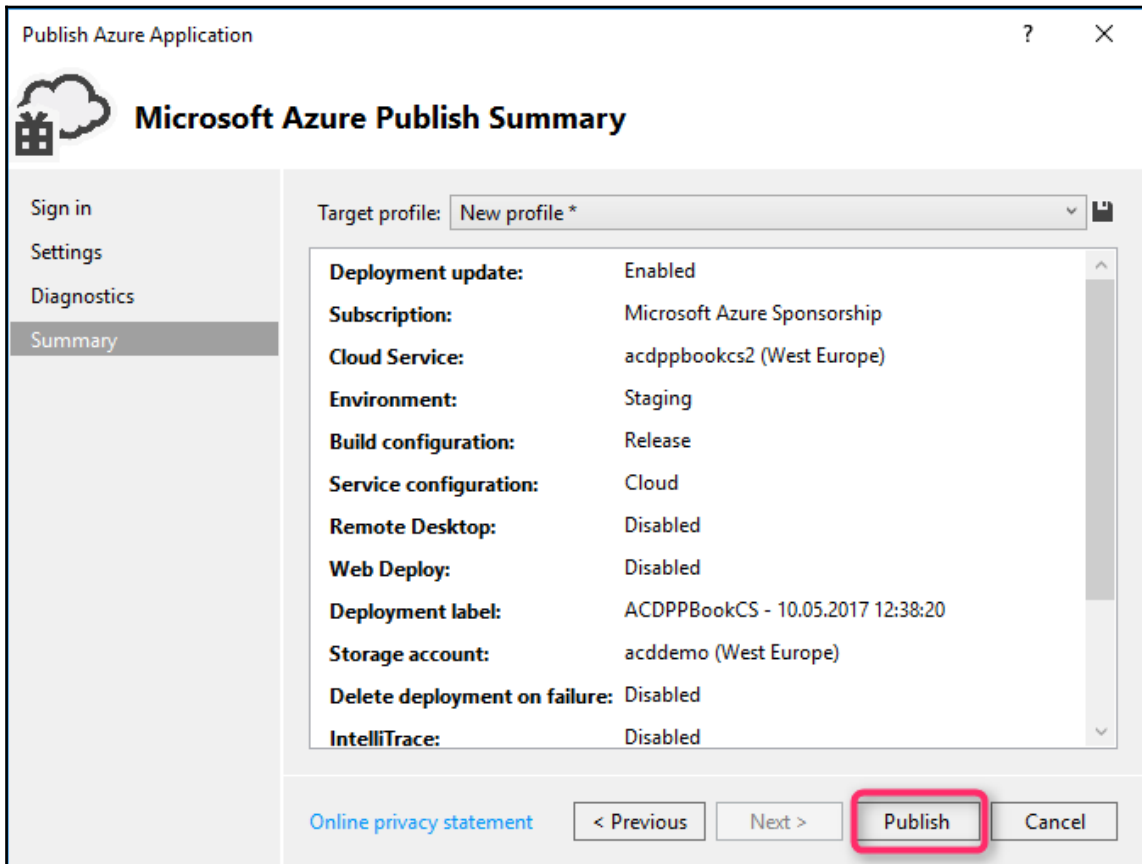 Publish Azure Application ?
Microsoft Azure Publish Summary
Sign in
Settings
Diagnostics
Summary
Target profile: New profile *
Deployment update: Enabled
Subscription: Microsoft Azure Sponsorship
Cloud Service: acdppbookcs2 (West Europe)
Environment: Staging
Build configuration: Release
Service configuration: Cloud
Remote Desktop: Disabled
Web Deploy: Disabled
Deployment label: ACDPPBookCS - 10.05.2017 12:38:20
Storage account: acddemo (West Europe)
Delete deployment on failure: Disabled
IntelliTrace: Disabled
Online privacy statement < Previous Next > Publish Cancel